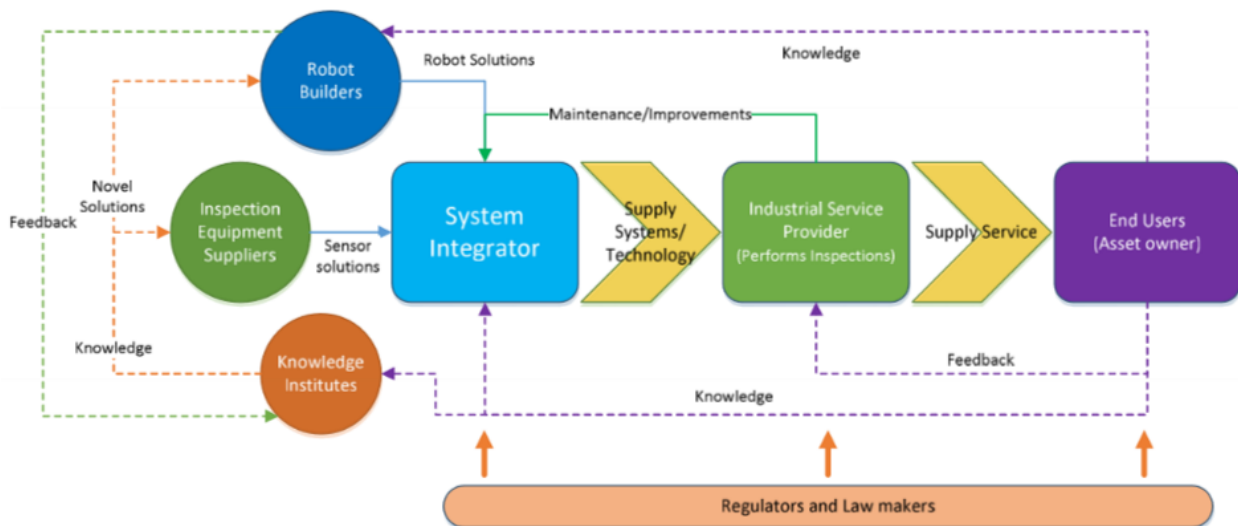 Knowledge
Robot
Builders
Robot Solutions
Maintenance/Improvements
Novel
Solutions
Feedback
Inspection
Equipment
Suppliers
Sensor
solutions
System
Integrator
Supply
Systems/
Technology
Industrial Service
Provider
(Performs Inspections)
Supply Service
End Users
(Asset owner)
Knowledge
Knowledge
Institutes
Feedback
Knowledge
Regulators and Law makers